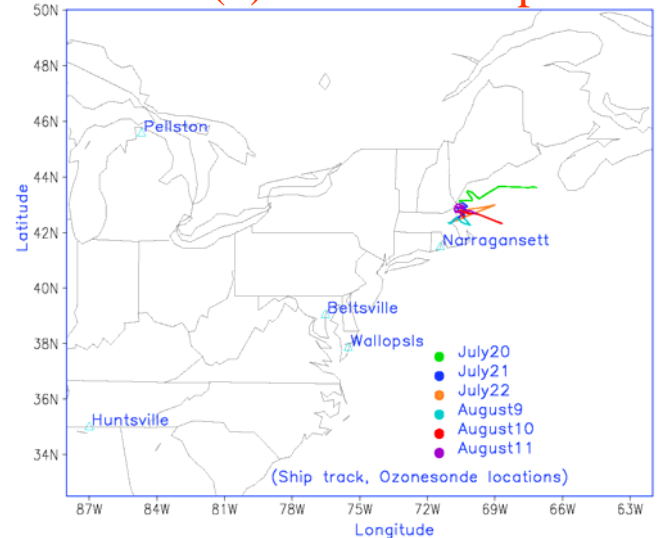 50N
48N
46N
44N
42N
40N
38N
36N
34N
Latitude
Pellston
Narragansett
Beltsville
Wallopsls
Huntsville
July20
July21
July22
August9
August10
August11
(Ship track, Ozonesonde locations)
87W 84W 81W 78W 75W 72W 69W 66W 63W
Longitude